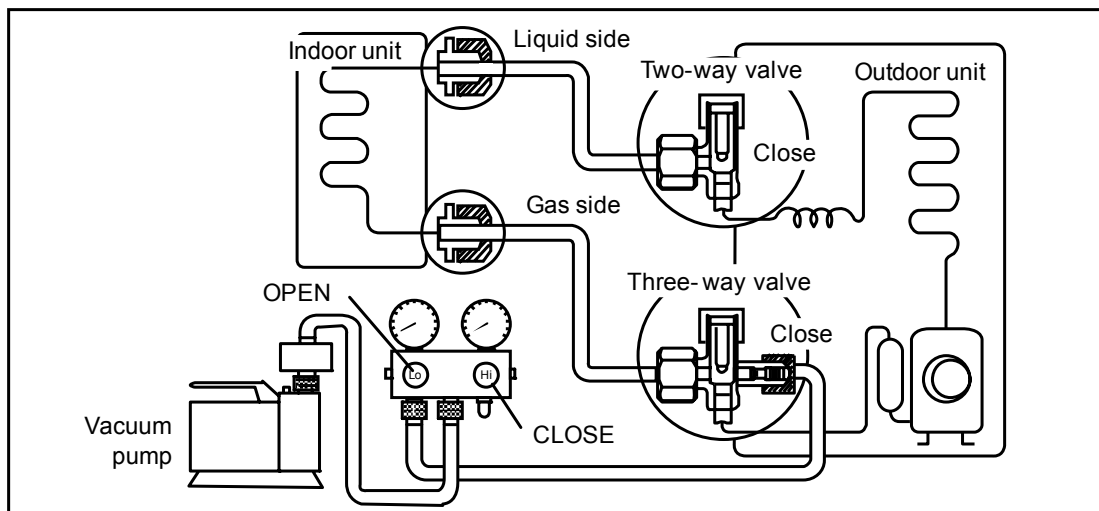 Indoor unit
Liquid side
Two-way valve
Outdoor unit
Close
Gas side
Three-way valve
OPEN
Close
Lo
Hi
Vacuum
pump
CLOSE